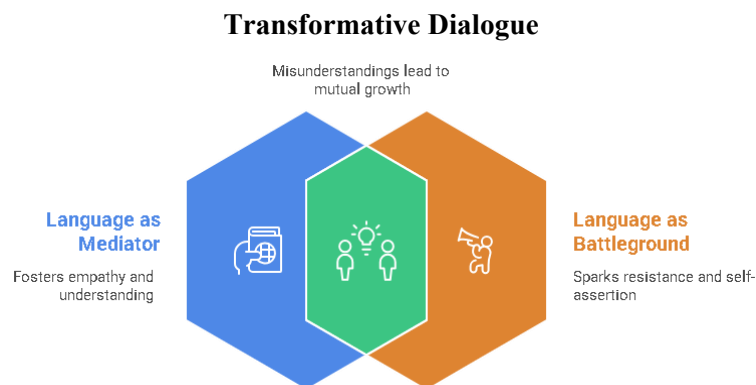 Transformative Dialogue
Misunderstandings lead to
mutual growth
Language as
Mediator
Fosters empathy and
understanding
Language as
Battleground
Sparks resistance and self-
assertion